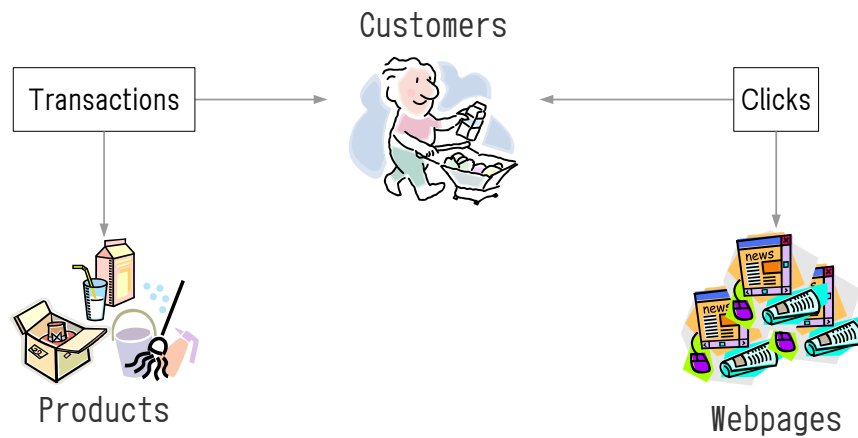 Customers
Transactions
Clicks
news
news
Products
Webpages